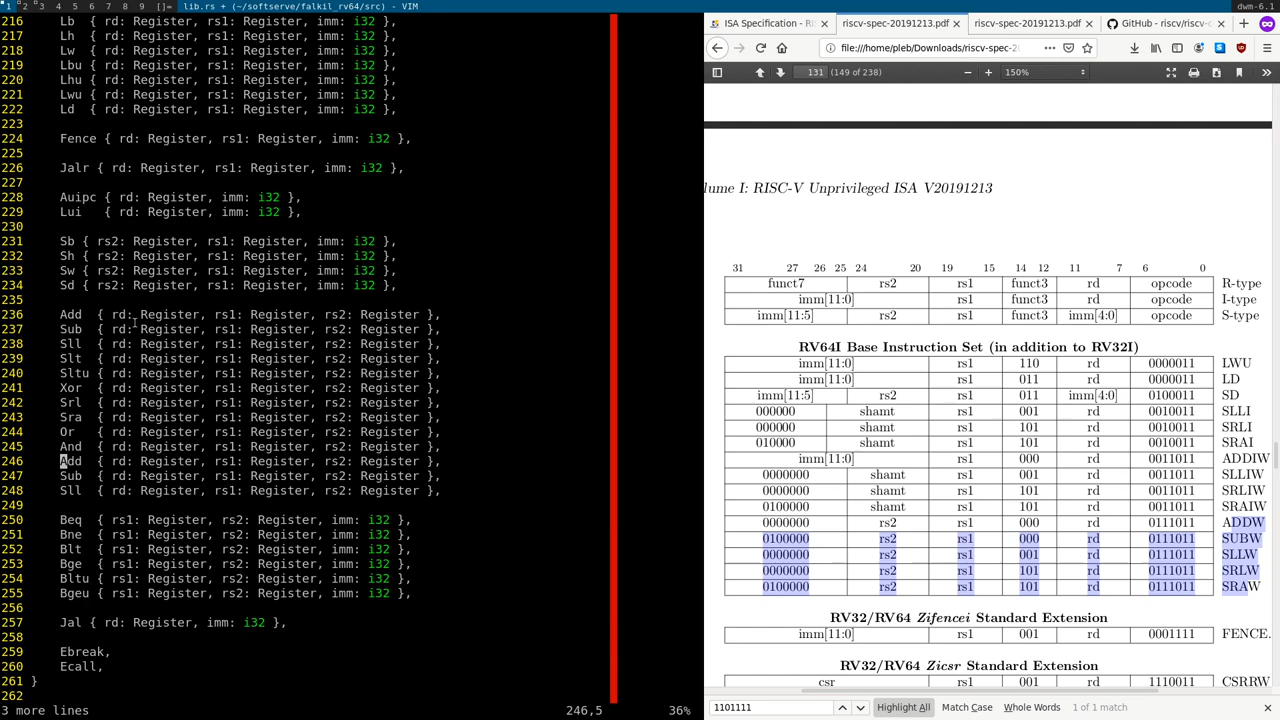 1 2 3 4 5 6 7 8 9 []= lib.rs + (~/softserve/falkil_rv64/src) - VIM dwm-6.1
216 Lb { rd: Register, rs1: Register, imm: i32 },
217 Lh { rd: Register, rs1: Register, imm: i32 },
218 Lw { rd: Register, rs1: Register, imm: i32 },
219 Lbu { rd: Register, rs1: Register, imm: i32 },
220 Lhu { rd: Register, rs1: Register, imm: i32 },
221 Lwu { rd: Register, rs1: Register, imm: i32 },
222 Ld { rd: Register, rs1: Register, imm: i32 },
223
224 Fence { rd: Register, rs1: Register, imm: i32 },
225
226 Jalr { rd: Register, rs1: Register, imm: i32 },
227
228 Auipc { rd: Register, imm: i32 },
229 Lui { rd: Register, imm: i32 },
230
231 Sb { rs2: Register, rs1: Register, imm: i32 },
232 Sh { rs2: Register, rs1: Register, imm: i32 },
233 Sw { rs2: Register, rs1: Register, imm: i32 },
234 Sd { rs2: Register, rs1: Register, imm: i32 },
235
236 Add { rd: Register, rs1: Register, rs2: Register },
237 Sub { rd: Register, rs1: Register, rs2: Register },
238 Sll { rd: Register, rs1: Register, rs2: Register },
239 Slt { rd: Register, rs1: Register, rs2: Register },
240 Sltu { rd: Register, rs1: Register, rs2: Register },
241 Xor { rd: Register, rs1: Register, rs2: Register },
242 Srl { rd: Register, rs1: Register, rs2: Register },
243 Sra { rd: Register, rs1: Register, rs2: Register },
244 Or { rd: Register, rs1: Register, rs2: Register },
245 And { rd: Register, rs1: Register, rs2: Register },
246 Add { rd: Register, rs1: Register, rs2: Register },
247 Sub { rd: Register, rs1: Register, rs2: Register },
248 Sll { rd: Register, rs1: Register, rs2: Register },
249
250 Beq { rs1: Register, rs2: Register, imm: i32 },
251 Bne { rs1: Register, rs2: Register, imm: i32 },
252 Blt { rs1: Register, rs2: Register, imm: i32 },
253 Bge { rs1: Register, rs2: Register, imm: i32 },
254 Bltu { rs1: Register, rs2: Register, imm: i32 },
255 Bgeu { rs1: Register, rs2: Register, imm: i32 },
256
257 Jal { rd: Register, imm: i32 },
258
259 Ebreak,
260 Ecall,
261 }
262
3 more lines 246,5 36%
ISA Specification - RI riscv-spec-20191213.pdf riscv-spec-20191213.pdf GitHub - riscv/riscv-c
file:///home/pleb/Downloads/riscv-spec-2
131 (149 of 238) 150%
lume I: RISC-V Unprivileged ISA V20191213
31 27 26 25 24 20 19 15 14 12 11 7 6 0
funct7 rs2 rs1 funct3 rd opcode R-type
imm[11:0] rs1 funct3 rd opcode I-type
imm[11:5] rs2 rs1 funct3 imm[4:0] opcode S-type
RV64I Base Instruction Set (in addition to RV32I)
imm[11:0] rs1 110 rd 0000011 LWU
imm[11:0] rs1 011 rd 0000011 LD
imm[11:5] rs2 rs1 011 imm[4:0] 0100011 SD
000000 shamt rs1 001 rd 0010011 SLLI
000000 shamt rs1 101 rd 0010011 SRLI
010000 shamt rs1 101 rd 0010011 SRAI
imm[11:0] rs1 000 rd 0011011 ADDIW
0000000 shamt rs1 001 rd 0011011 SLLIW
0000000 shamt rs1 101 rd 0011011 SRLIW
0100000 shamt rs1 101 rd 0011011 SRAIW
0000000 rs2 rs1 000 rd 0111011 ADDW
0100000 rs2 rs1 000 rd 0111011 SUBW
0000000 rs2 rs1 001 rd 0111011 SLLW
0000000 rs2 rs1 101 rd 0111011 SRLW
0100000 rs2 rs1 101 rd 0111011 SRAW
RV32/RV64 Zifencei Standard Extension
imm[11:0] rs1 001 rd 0001111 FENCE.
RV32/RV64 Zicsr Standard Extension
csr rs1 001 rd 1110011 CSRRW
1101111 Highlight All Match Case Whole Words 1 of 1 match